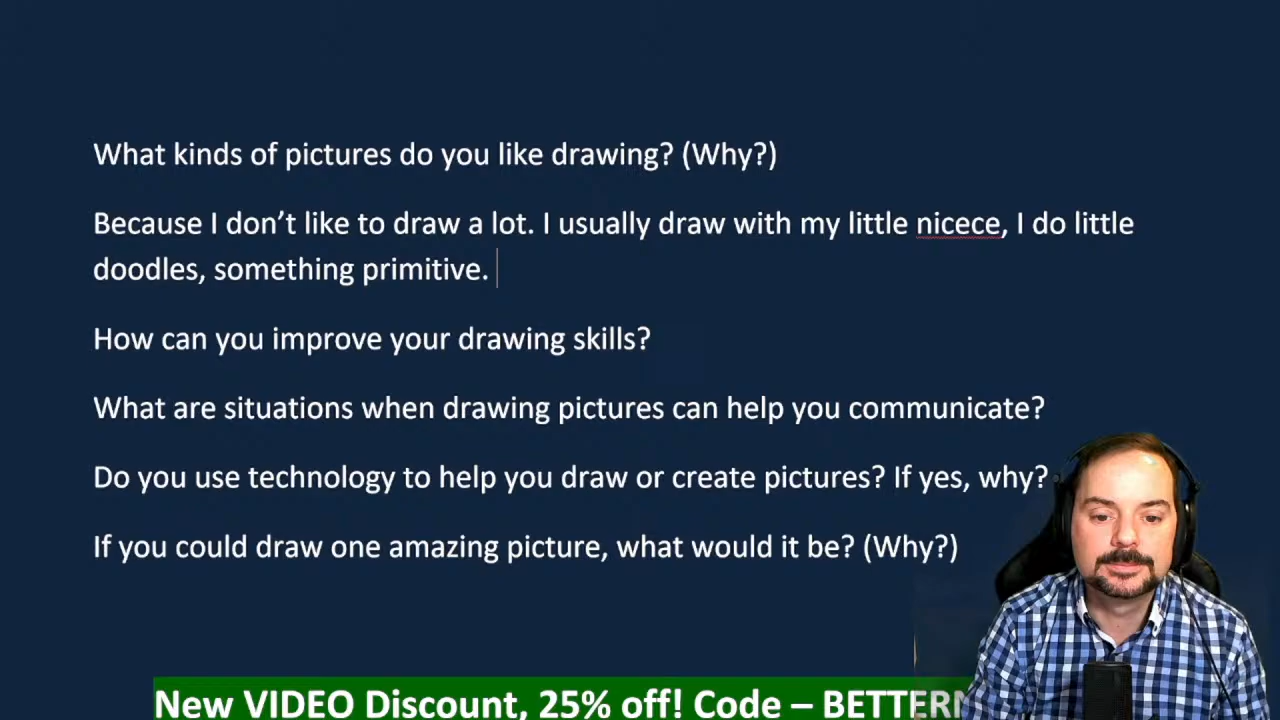 What kinds of pictures do you like drawing? (Why?)
Because I don’t like to draw a lot. I usually draw with my little nicece, I do little
doodles, something primitive.
How can you improve your drawing skills?
What are situations when drawing pictures can help you communicate?
Do you use technology to help you draw or create pictures? If yes, why?
If you could draw one amazing picture, what would it be? (Why?)
New VIDEO Discount, 25% off! Code – BETTERN